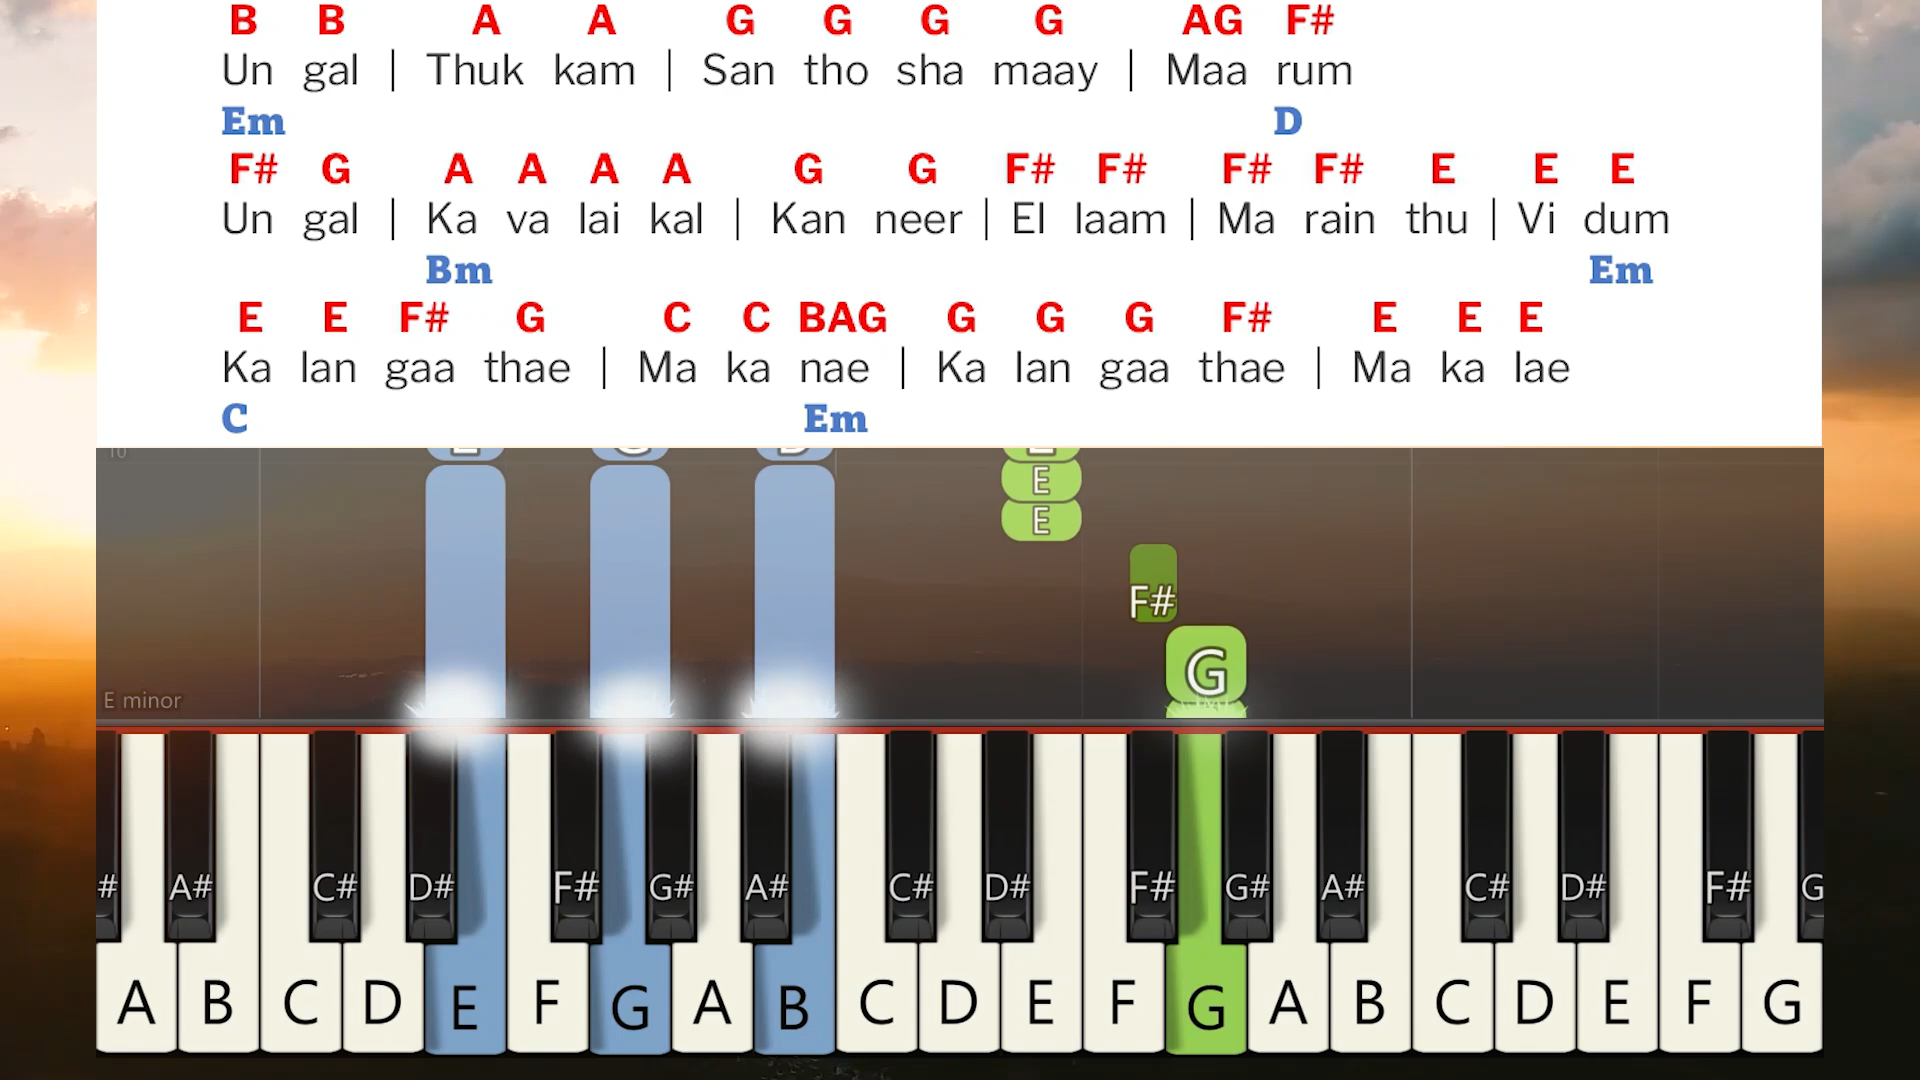 B B A A G G G G AG F#
Un gal | Thuk kam | San tho sha maay | Maa rum
Em D
F# G A A A A G G F# F# F# F# E E E
Un gal | Ka va lai kal | Kan neer | El laam | Ma rain thu | Vi dum
Bm Em
E E F# G C C BAG G G G F# E E E
Ka lan gaa thae | Ma ka nae | Ka lan gaa thae | Ma ka lae
C Em
10
E
E
F#
G
E minor
# A# C# D# F# G# A# C# D# F# G# A# C# D# F# G
A B C D E F G A B C D E F G A B C D E F G